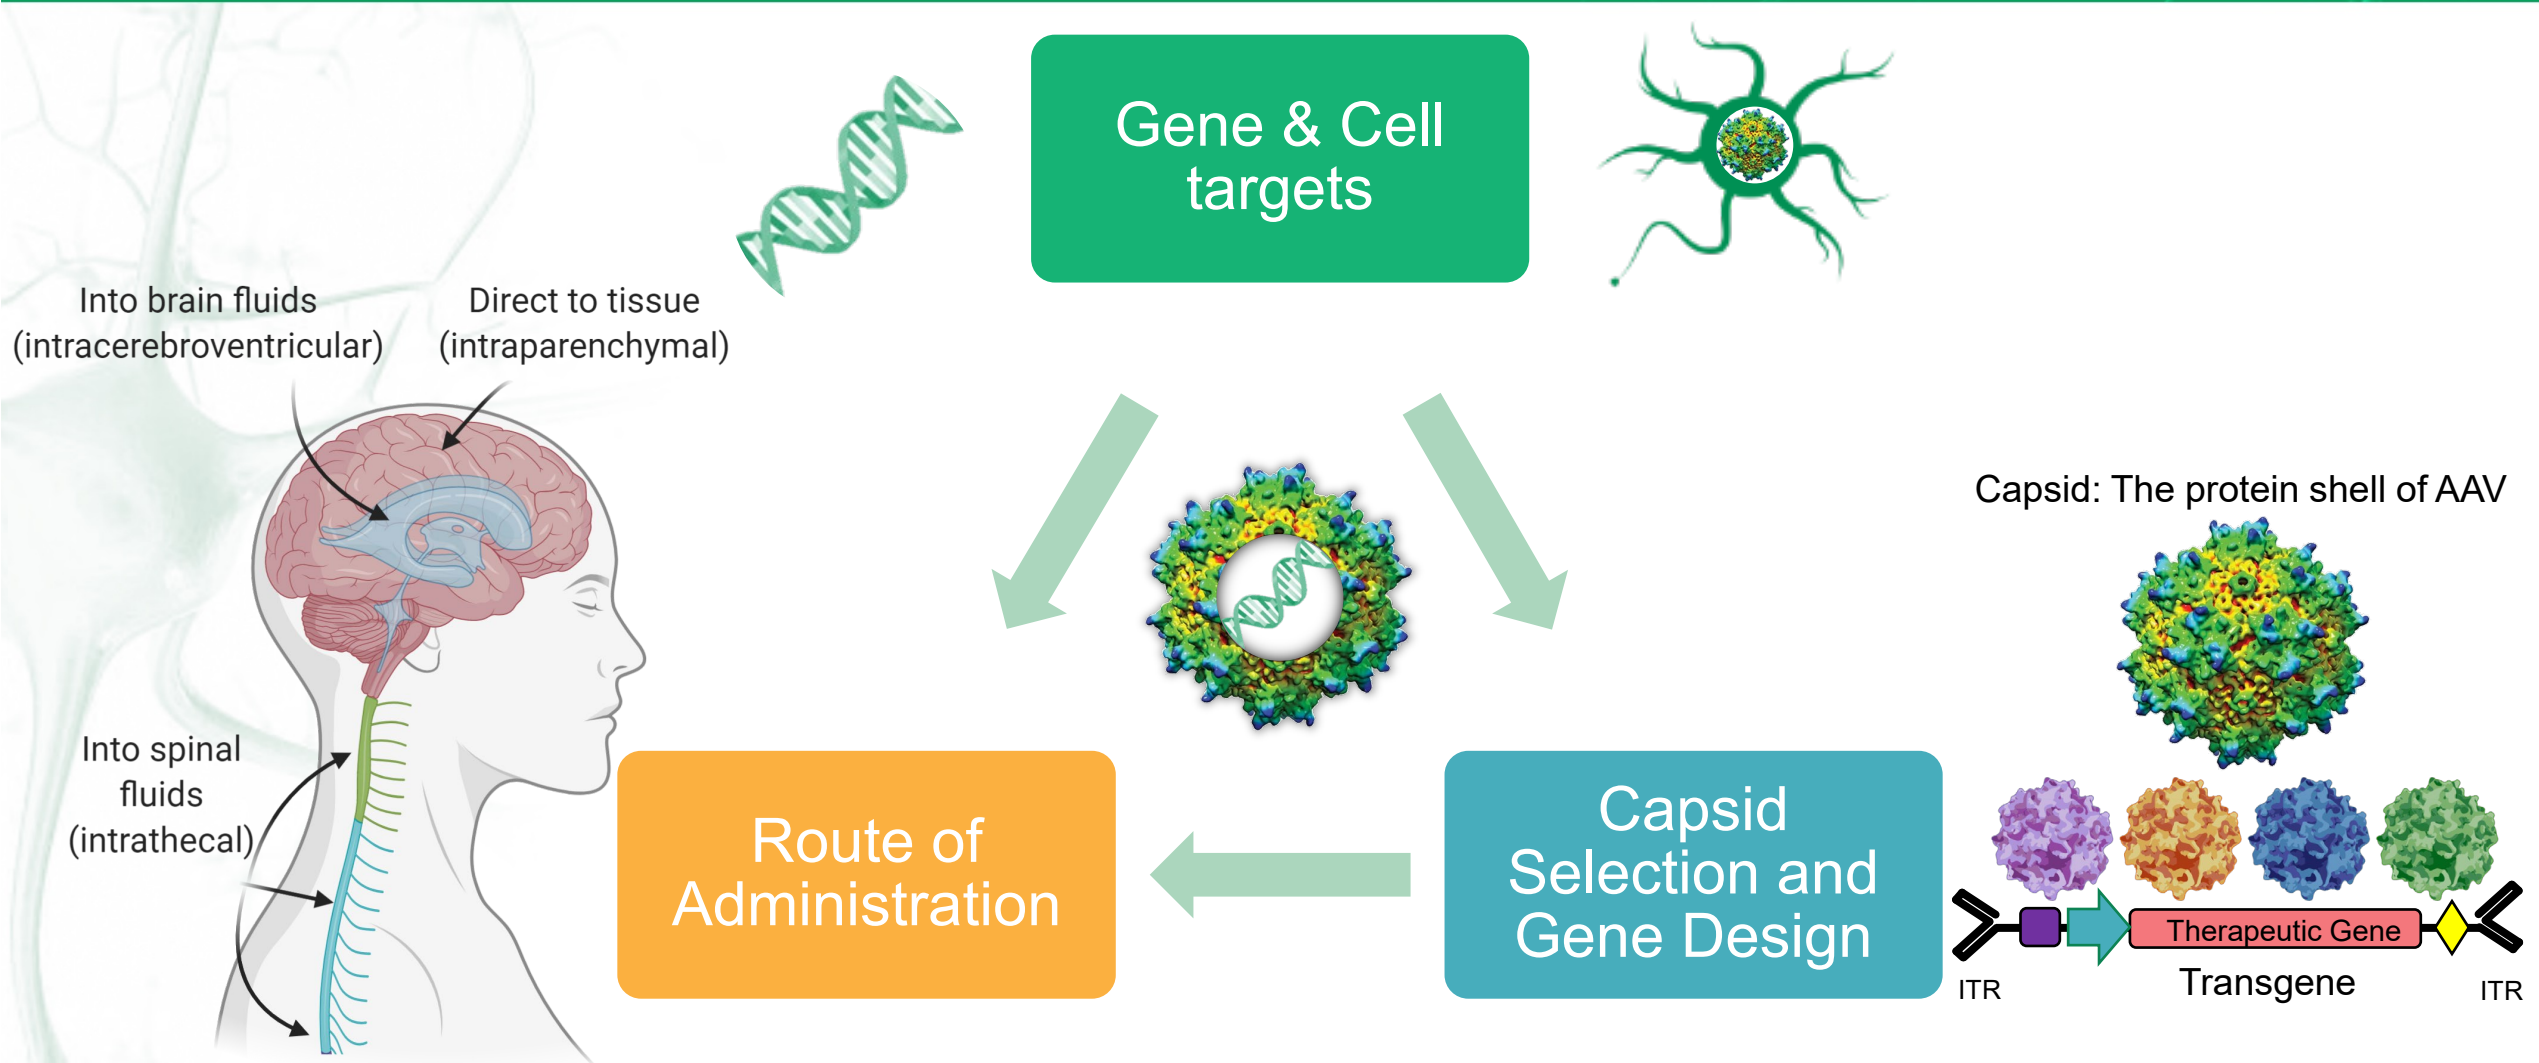 Gene & Cell
targets
Into brain fluids
(intracerebroventricular)
Direct to tissue
(intraparenchymal)
Into spinal
fluids
(intrathecal)
Route of
Administration
Capsid
Selection and
Gene Design
Capsid: The protein shell of AAV
Therapeutic Gene
ITR
Transgene
ITR